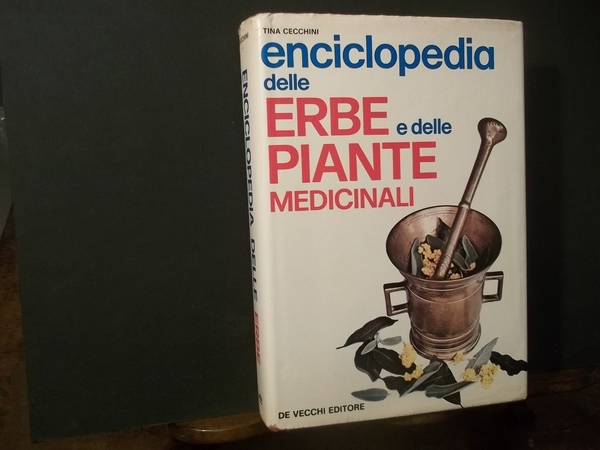 TINA CECCHINI
enciclopedia
delle
ERBE e delle
PIANTE
MEDICINALI
DE VECCHI EDITORE
ENCICLOPEDIA DELLE ERBE